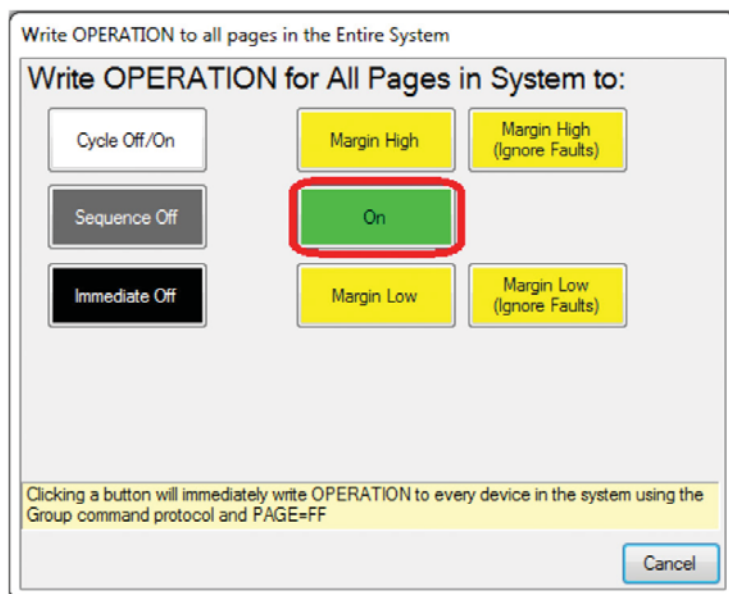 Write OPERATION to all pages in the Entire System
Write OPERATION for All Pages in System to:
Cycle Off/On
Margin High
Margin High
(Ignore Faults)
Sequence Off
On
Immediate Off
Margin Low
Margin Low
(Ignore Faults)
Clicking a button will immediately write OPERATION to every device in the system using the
Group command protocol and PAGE=FF
Cancel